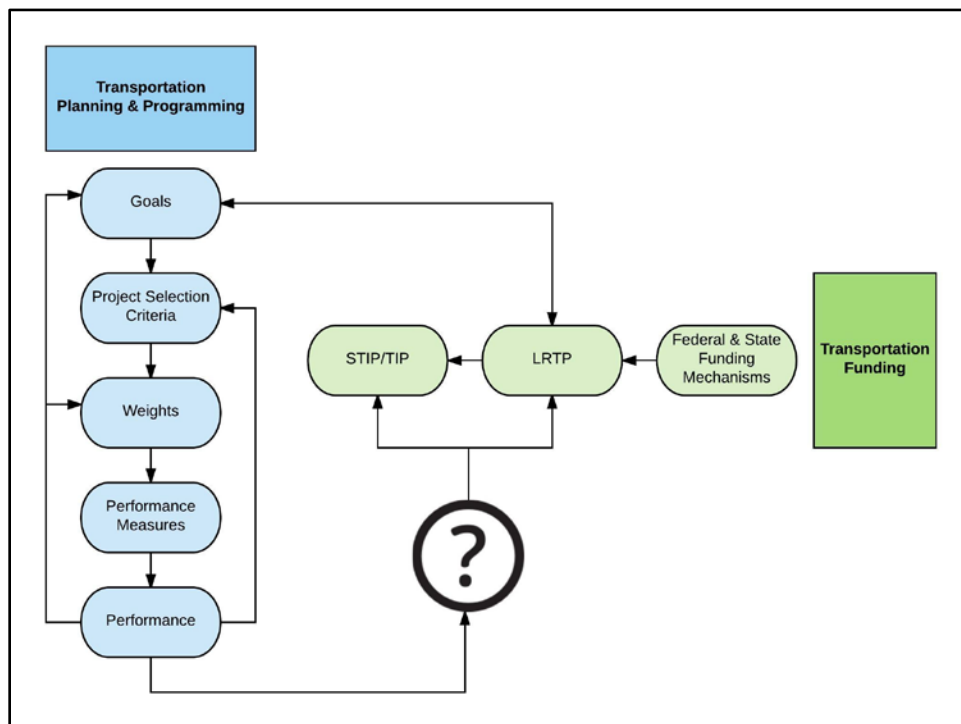 Transportation
Planning & Programming
Goals
Project Selection
Criteria
Weights
Performance
Measures
Performance
STIP/TIP
LRTP
Federal & State
Funding
Mechanisms
Transportation
Funding
?